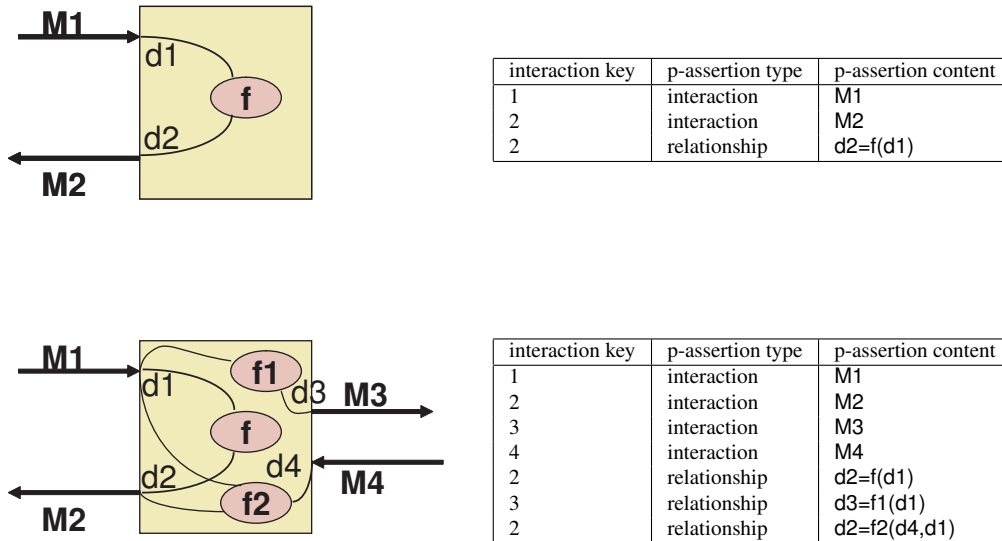 M1
d1
f
d2
M2
interaction key p-assertion type p-assertion content
1 interaction M1
2 interaction M2
2 relationship d2=f(d1)
M1
d1
f1
d3
M3
f
d2
d4
M4
M2
f2
interaction key p-assertion type p-assertion content
1 interaction M1
2 interaction M2
3 interaction M3
4 interaction M4
2 relationship d2=f(d1)
3 relationship d3=f1(d1)
2 relationship d2=f2(d4,d1)